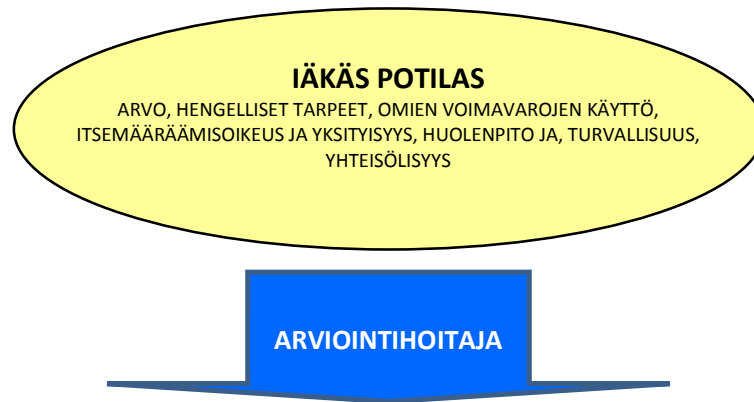 IÄKÄS POTILAS
ARVO, HENGELLISET TARPEET, OMIEN VOIMAVAROJEN KÄYTTÖ,
ITSEMÄÄRÄÄMISOIKEUS JA YKSITYISYYS, HUOLENPITO JA, TURVALLISUUS,
YHTEISÖLISYYS
ARVIOINTIHOITAJA